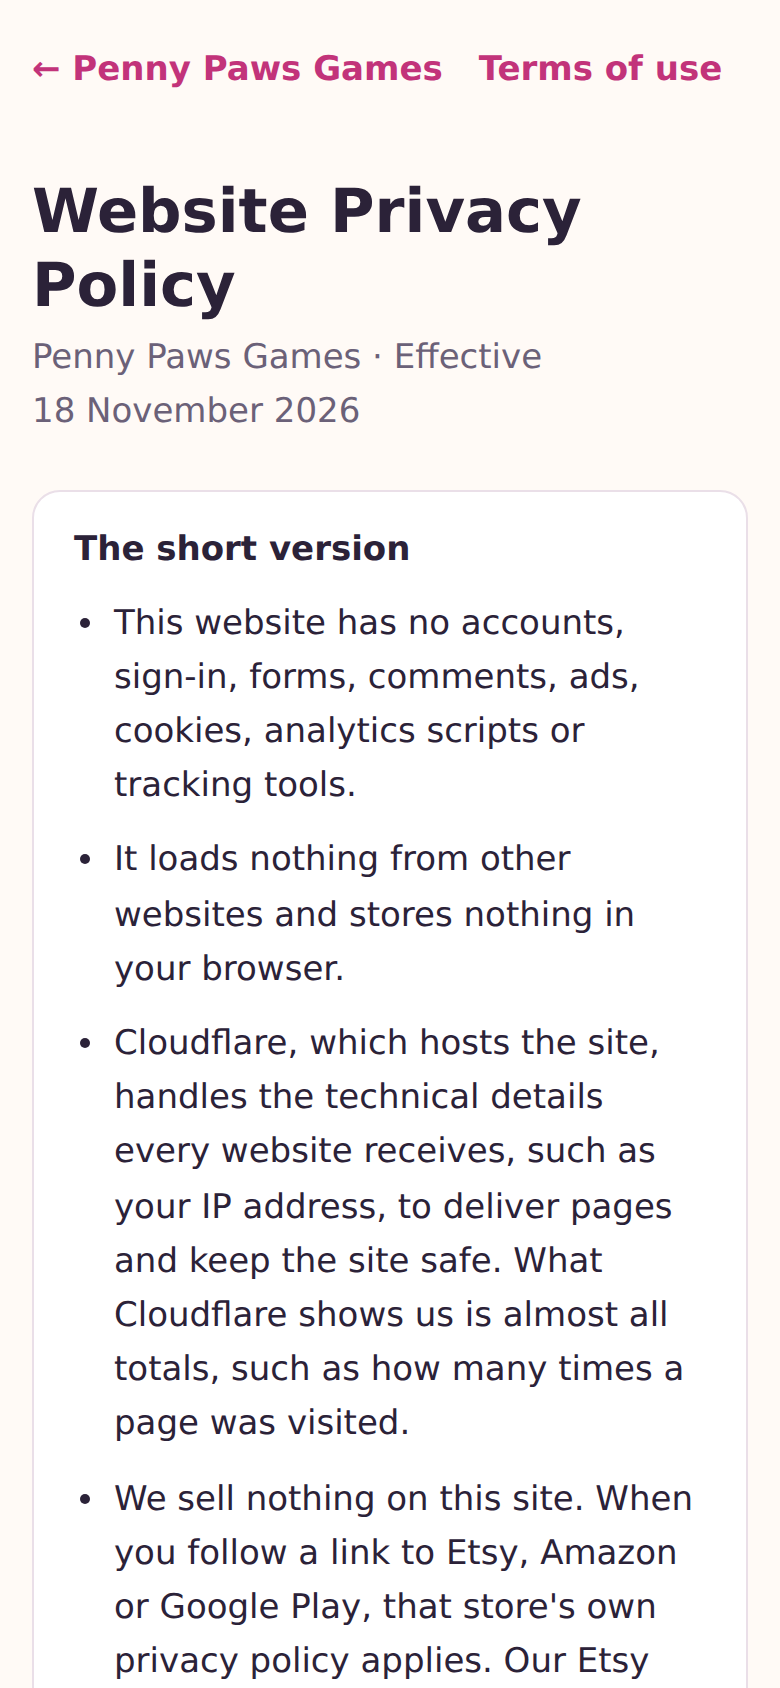 ← Penny Paws Games Terms of use
Website Privacy
Policy
Penny Paws Games · Effective
18 November 2026
The short version
• This website has no accounts,
sign-in, forms, comments, ads,
cookies, analytics scripts or
tracking tools.
• It loads nothing from other
websites and stores nothing in
your browser.
• Cloudflare, which hosts the site,
handles the technical details
every website receives, such as
your IP address, to deliver pages
and keep the site safe. What
Cloudflare shows us is almost all
totals, such as how many times a
page was visited.
• We sell nothing on this site. When
you follow a link to Etsy, Amazon
or Google Play, that store's own
privacy policy applies. Our Etsy